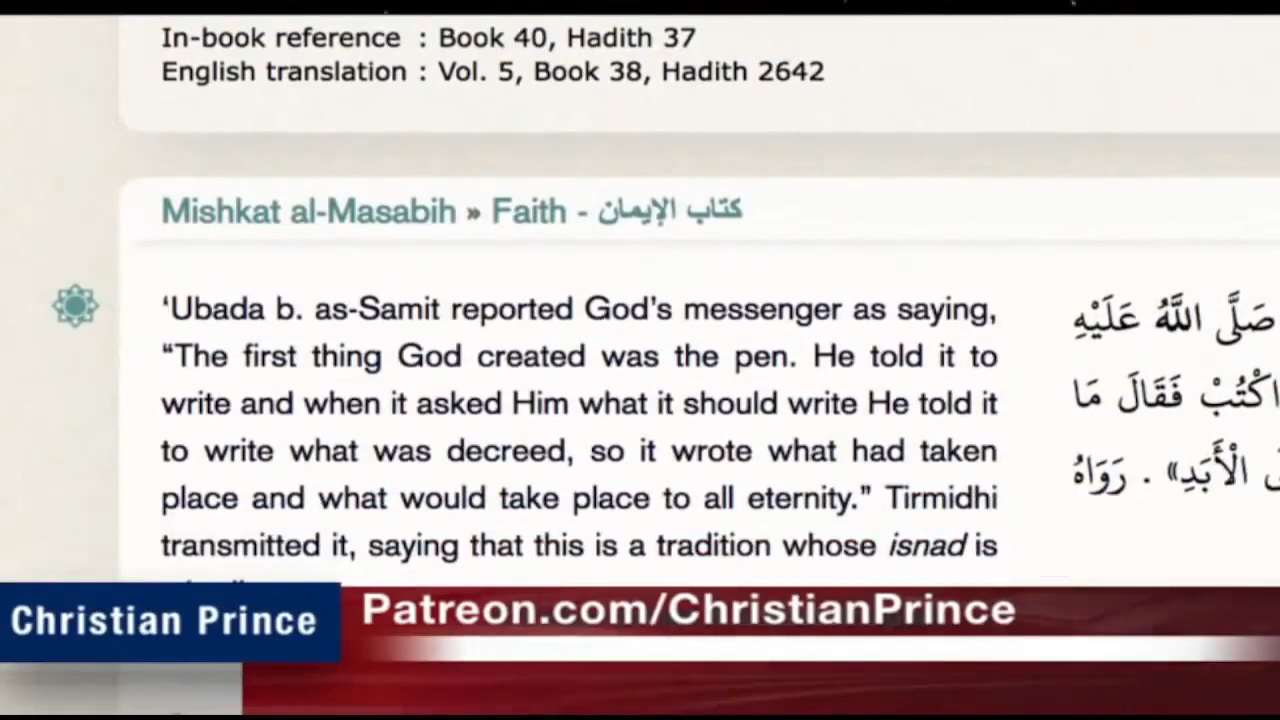 In-book reference : Book 40, Hadith 37
English translation : Vol. 5, Book 38, Hadith 2642
Mishkat al-Masabih » Faith - كتاب الإيمان
‘Ubada b. as-Samit reported God’s messenger as saying,
“The first thing God created was the pen. He told it to
write and when it asked Him what it should write He told it
to write what was decreed, so it wrote what had taken
place and what would take place to all eternity.” Tirmidhi
transmitted it, saying that this is a tradition whose isnad is
صَلَّى اللَّهُ عَلَيْهِ
اكْتُبْ فَقَالَ مَا
الْأَبَدِ» . رَوَاهُ
Christian Prince
Patreon.com/ChristianPrince